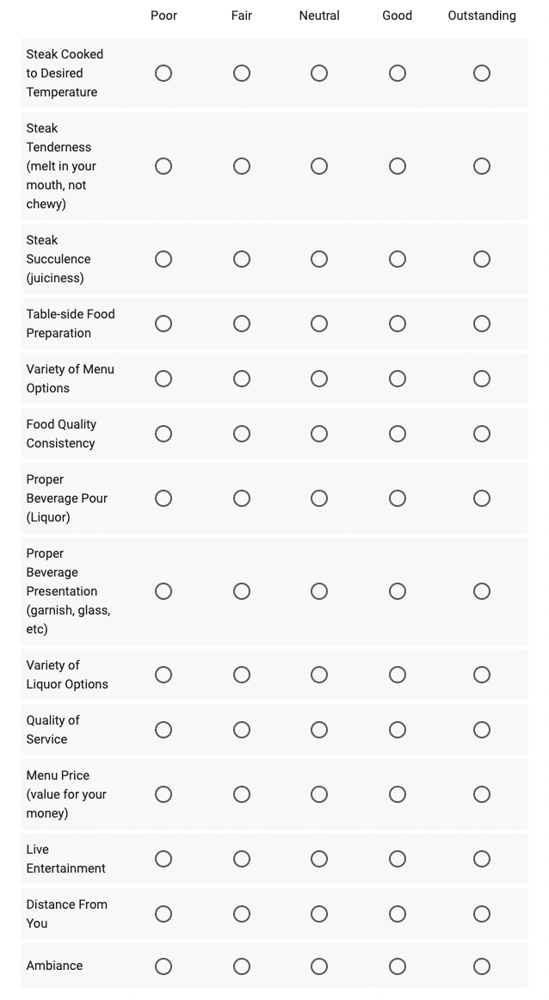 Poor Fair Neutral Good Outstanding
Steak Cooked
to Desired
Temperature
Steak
Tenderness
(melt in your
mouth, not
chewy)
Steak
Succulence
(juiciness)
Table-side Food
Preparation
Variety of Menu
Options
Food Quality
Consistency
Proper
Beverage Pour
(Liquor)
Proper
Beverage
Presentation
(garnish, glass,
etc)
Variety of
Liquor Options
Quality of
Service
Menu Price
(value for your
money)
Live
Entertainment
Distance From
You
Ambiance